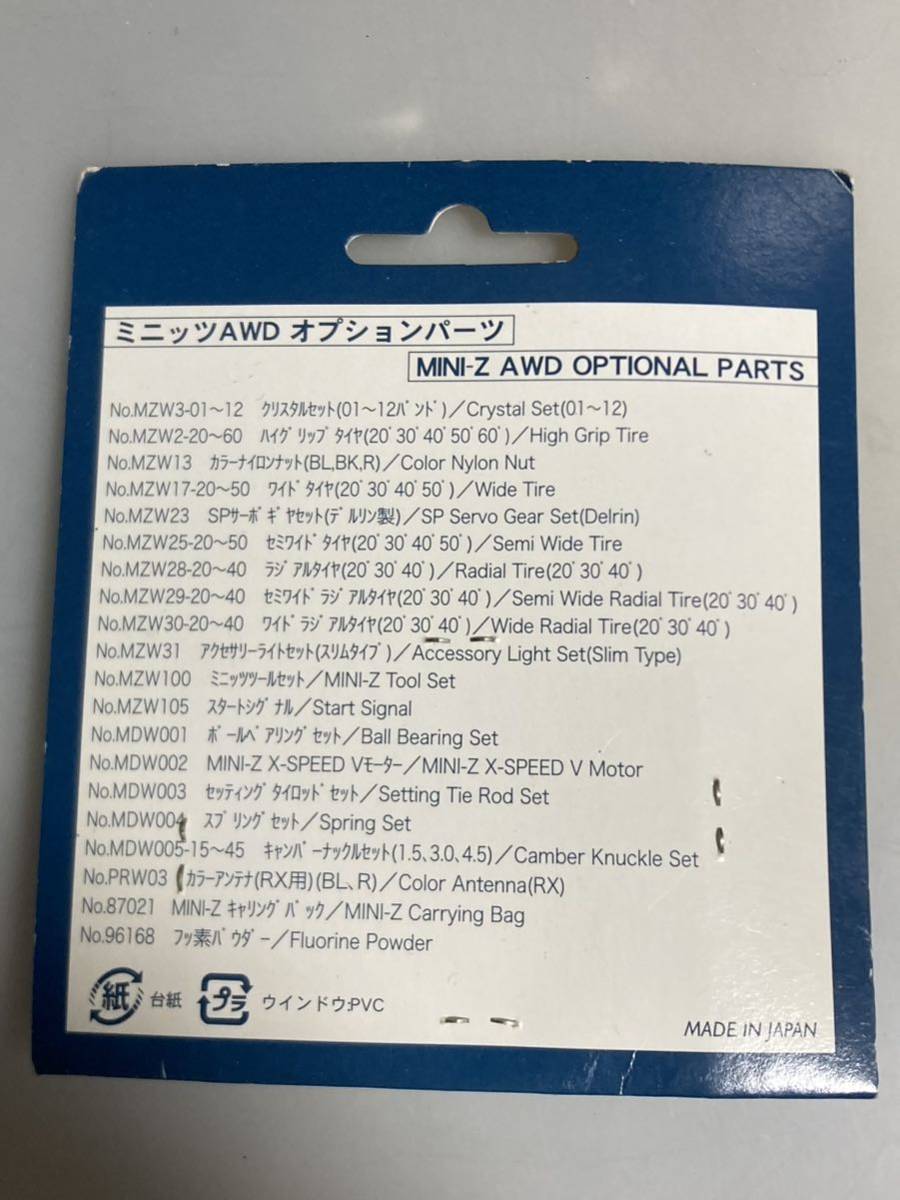 ミニッツAWD オプションパーツ
MINI-Z AWD OPTIONAL PARTS
No.MZW3-01～12 ｸﾘｽﾀﾙｾｯﾄ(01～12ﾊﾞﾝﾄﾞ)／Crystal Set(01～12)
No.MZW2-20～60 ﾊｲｸﾞﾘｯﾌﾟﾀｲﾔ(20ﾟ30ﾟ40ﾟ50ﾟ60ﾟ)／High Grip Tire
No.MZW13 ｶﾗｰﾅｲﾛﾝﾅｯﾄ(BL,BK,R)／Color Nylon Nut
No.MZW17-20～50 ﾜｲﾄﾞﾀｲﾔ(20ﾟ30ﾟ40ﾟ50ﾟ)／Wide Tire
No.MZW23 SPｻｰﾎﾞｷﾞﾔｾｯﾄ(ﾃﾞﾙﾘﾝ製)／SP Servo Gear Set(Delrin)
No.MZW25-20～50 ｾﾐﾜｲﾄﾞﾀｲﾔ(20ﾟ30ﾟ40ﾟ50ﾟ)／Semi Wide Tire
No.MZW28-20～40 ﾗｼﾞｱﾙﾀｲﾔ(20ﾟ30ﾟ40ﾟ)／Radial Tire(20ﾟ30ﾟ40ﾟ)
No.MZW29-20～40 ｾﾐﾜｲﾄﾞﾗｼﾞｱﾙﾀｲﾔ(20ﾟ30ﾟ40ﾟ)／Semi Wide Radial Tire(20ﾟ30ﾟ40ﾟ)
No.MZW30-20～40 ﾜｲﾄﾞﾗｼﾞｱﾙﾀｲﾔ(20ﾟ30ﾟ40ﾟ)／Wide Radial Tire(20ﾟ30ﾟ40ﾟ)
No.MZW31 ｱｸｾｻﾘｰﾗｲﾄｾｯﾄ(ｽﾘﾑﾀｲﾌﾟ)／Accessory Light Set(Slim Type)
No.MZW100 ﾐﾆｯﾂﾂｰﾙｾｯﾄ／MINI-Z Tool Set
No.MZW105 ｽﾀｰﾄｼｸﾞﾅﾙ／Start Signal
No.MDW001 ﾎﾞｰﾙﾍﾞｱﾘﾝｸﾞｾｯﾄ／Ball Bearing Set
No.MDW002 MINI-Z X-SPEED Vﾓｰﾀｰ／MINI-Z X-SPEED V Motor
No.MDW003 ｾｯﾃｨﾝｸﾞﾀｲﾛｯﾄﾞｾｯﾄ／Setting Tie Rod Set
No.MDW004 ｽﾌﾟﾘﾝｸﾞｾｯﾄ／Spring Set
No.MDW005-15～45 ｷｬﾝﾊﾞｰﾅｯｸﾙｾｯﾄ(1.5､3.0､4.5)／Camber Knuckle Set
No.PRW03 ｶﾗｰｱﾝﾃﾅ(RX用)(BL､R)／Color Antenna(RX)
No.87021 MINI-Z ｷｬﾘﾝｸﾞﾊﾞｯｸ／MINI-Z Carrying Bag
No.96168 ﾌｯ素ﾊﾟｳﾀﾞｰ／Fluorine Powder
紙 台紙 プラ ウインドウ:PVC
MADE IN JAPAN